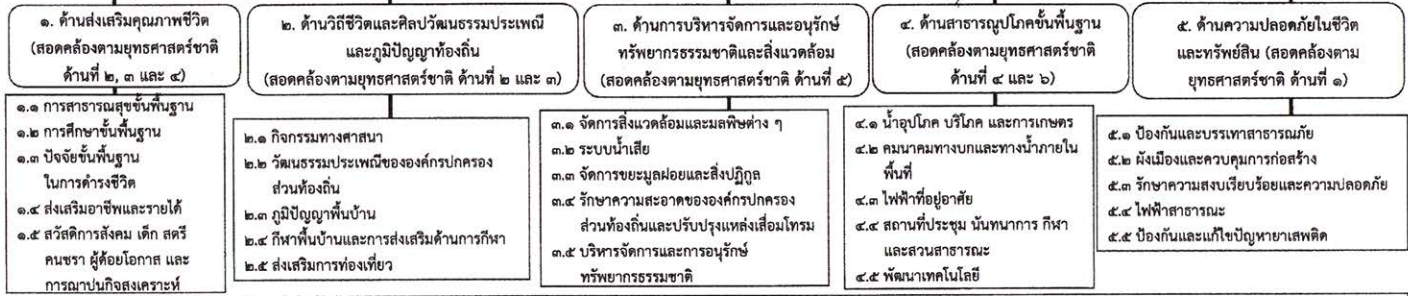 ๑. ด้านส่งเสริมคุณภาพชีวิต
(สอดคล้องตามยุทธศาสตร์ชาติ
ด้านที่ ๒, ๓ และ ๔)
๑.๑ การสาธารณสุขขั้นพื้นฐาน
๑.๒ การศึกษาขั้นพื้นฐาน
๑.๓ ปัจจัยขั้นพื้นฐาน
ในการดำรงชีวิต
๑.๔ ส่งเสริมอาชีพและรายได้
๑.๕ สวัสดิการสังคม เด็ก สตรี
คนชรา ผู้ด้อยโอกาส และ
การฌาปนกิจสงเคราะห์
๒. ด้านวิถีชีวิตและศิลปวัฒนธรรมประเพณี
และภูมิปัญญาท้องถิ่น
(สอดคล้องตามยุทธศาสตร์ชาติ ด้านที่ ๒ และ ๓)
๒.๑ กิจกรรมทางศาสนา
๒.๒ วัฒนธรรมประเพณีขององค์กรปกครอง
ส่วนท้องถิ่น
๒.๓ ภูมิปัญญาพื้นบ้าน
๒.๔ กีฬาพื้นบ้านและการส่งเสริมด้านการกีฬา
๒.๕ ส่งเสริมการท่องเที่ยว
๓. ด้านการบริหารจัดการและอนุรักษ์
ทรัพยากรธรรมชาติและสิ่งแวดล้อม
(สอดคล้องตามยุทธศาสตร์ชาติ ด้านที่ ๕)
๓.๑ จัดการสิ่งแวดล้อมและมลพิษต่าง ๆ
๓.๒ ระบบน้ำเสีย
๓.๓ จัดการขยะมูลฝอยและสิ่งปฏิกูล
๓.๔ รักษาความสะอาดขององค์กรปกครอง
ส่วนท้องถิ่นและปรับปรุงแหล่งเสื่อมโทรม
๓.๕ บริหารจัดการและการอนุรักษ์
ทรัพยากรธรรมชาติ
๔. ด้านสาธารณูปโภคขั้นพื้นฐาน
(สอดคล้องตามยุทธศาสตร์ชาติ
ด้านที่ ๔ และ ๖)
๔.๑ น้ำอุปโภค บริโภค และการเกษตร
๔.๒ คมนาคมทางบกและทางน้ำภายใน
พื้นที่
๔.๓ ไฟฟ้าที่อยู่อาศัย
๔.๔ สถานที่ประชุม นันทนาการ กีฬา
และสวนสาธารณะ
๔.๕ พัฒนาเทคโนโลยี
๕. ด้านความปลอดภัยในชีวิต
และทรัพย์สิน (สอดคล้องตาม
ยุทธศาสตร์ชาติ ด้านที่ ๑)
๕.๑ ป้องกันและบรรเทาสาธารณภัย
๕.๒ ผังเมืองและควบคุมการก่อสร้าง
๕.๓ รักษาความสงบเรียบร้อยและความปลอดภัย
๕.๔ ไฟฟ้าสาธารณะ
๕.๕ ป้องกันและแก้ไขปัญหายาเสพติด